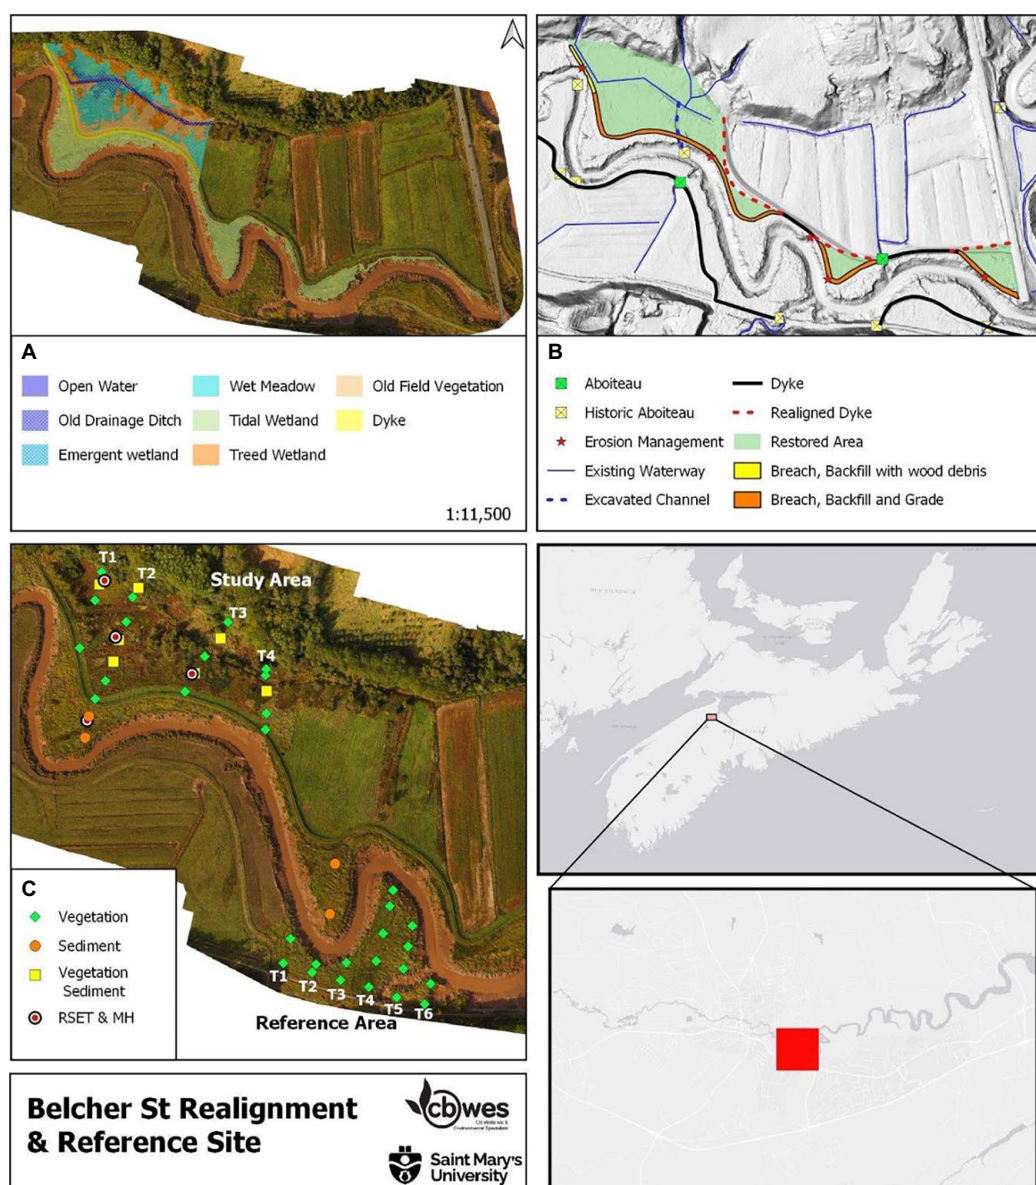 A
Open Water
Wet Meadow
Old Field Vegetation
Old Drainage Ditch
Tidal Wetland
Dyke
Emergent wetland
Treed Wetland
1:11,500
B
Aboiteau
Dyke
Historic Aboiteau
Realigned Dyke
Erosion Management
Restored Area
Existing Waterway
Breach, Backfill with wood debris
Excavated Channel
Breach, Backfill and Grade
T1
T2
Study Area
T3
T4
C
Vegetation
Sediment
Vegetation
Sediment
RSET & MH
T1
T2
T3
T4
T5
T6
Reference Area
Belcher St Realignment
& Reference Site
cbwes
Saint Mary's
University